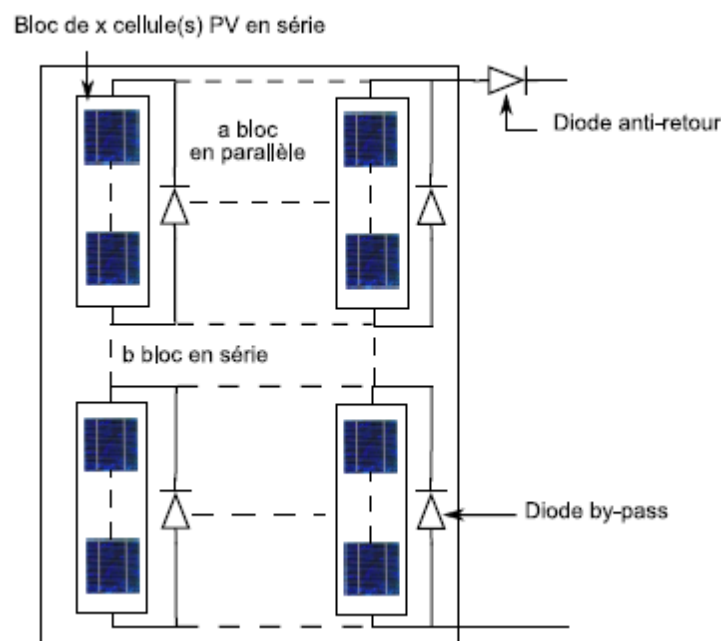 Bloc de x cellule(s) PV en série
a bloc
en parallèle
Diode anti-retour
b bloc en série
Diode by-pass